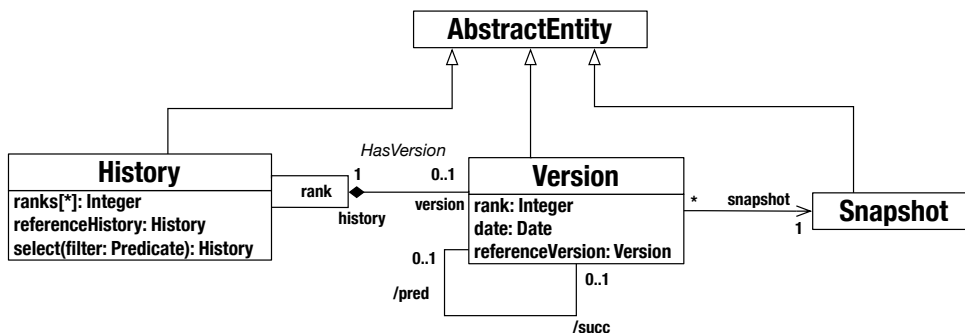 AbstractEntity
HasVersion
History
rank
1
0..1
Version
ranks[*]: Integer
referenceHistory: History
select(filter: Predicate): History
history
version
rank: Integer
date: Date
referenceVersion: Version
*
snapshot
1
Snapshot
0..1
0..1
/pred
/succ